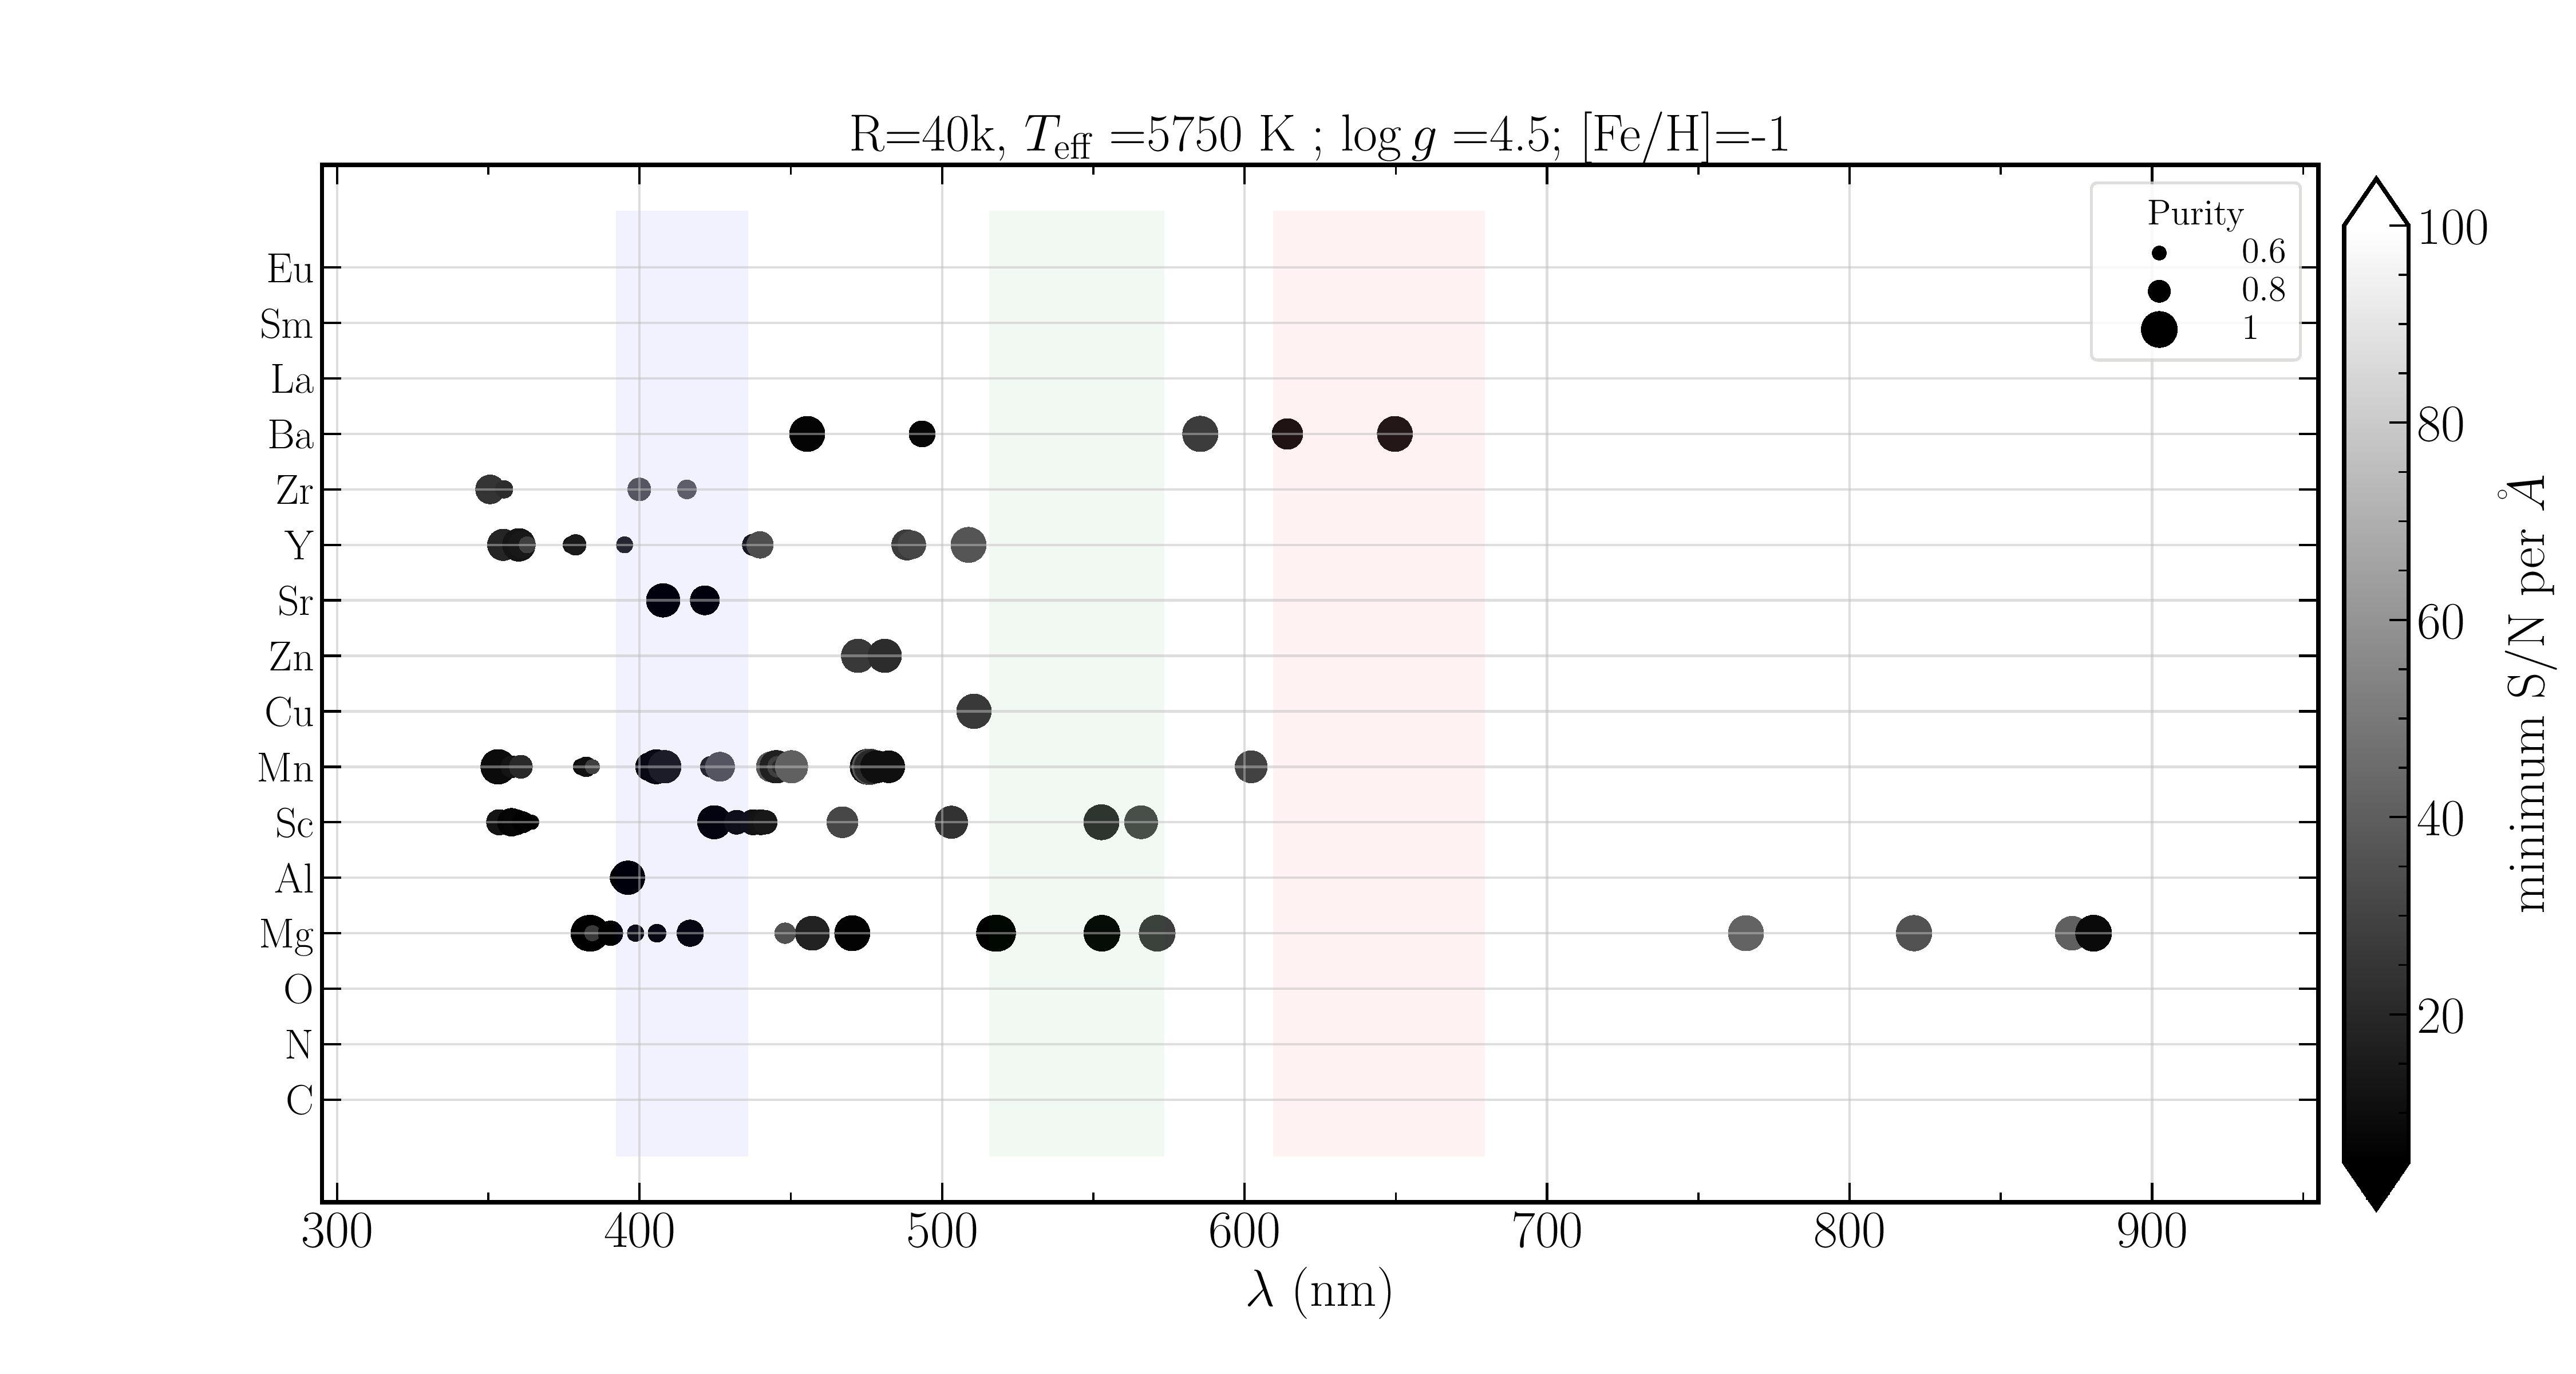 R=40k, T_eff =5750 K ; log g =4.5; [Fe/H]=-1
Purity
0.6
0.8
1
Eu
Sm
La
Ba
Zr
Y
Sr
Zn
Cu
Mn
Sc
Al
Mg
O
N
C
300 400 500 600 700 800 900
λ (nm)
100
80
60
40
20
minimum S/N per Å